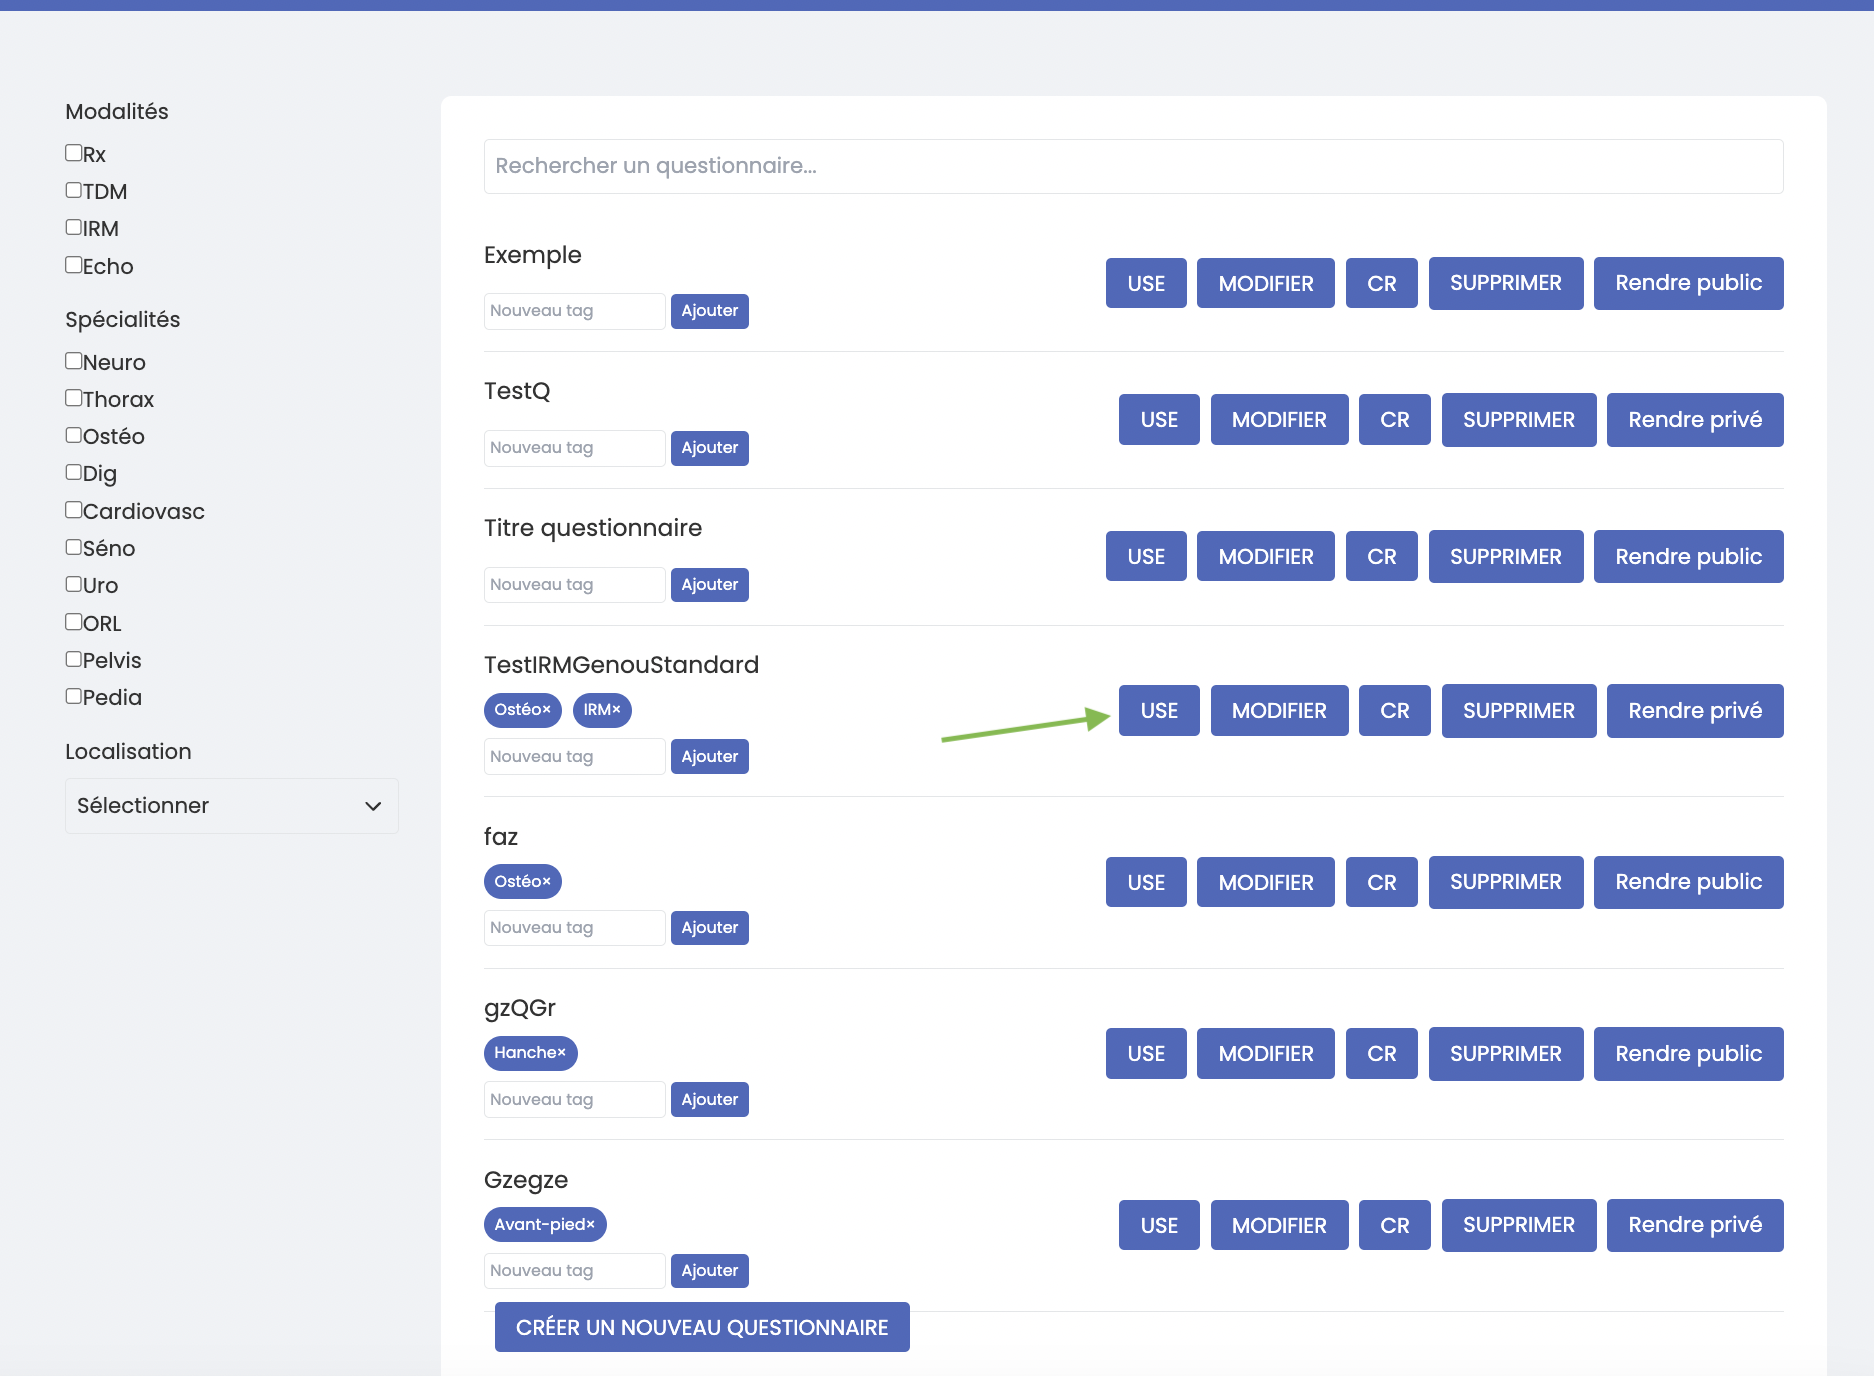 Modalités
Rx
TDM
IRM
Echo
Spécialités
Neuro
Thorax
Ostéo
Dig
Cardiovasc
Séno
Uro
ORL
Pelvis
Pedia
Localisation
Sélectionner
Rechercher un questionnaire...
Exemple
Nouveau tag Ajouter
USE MODIFIER CR SUPPRIMER Rendre public
TestQ
Nouveau tag Ajouter
USE MODIFIER CR SUPPRIMER Rendre privé
Titre questionnaire
Nouveau tag Ajouter
USE MODIFIER CR SUPPRIMER Rendre public
TestIRMGenouStandard
Ostéo× IRM×
Nouveau tag Ajouter
USE MODIFIER CR SUPPRIMER Rendre privé
faz
Ostéo×
Nouveau tag Ajouter
USE MODIFIER CR SUPPRIMER Rendre public
gzQGr
Hanche×
Nouveau tag Ajouter
USE MODIFIER CR SUPPRIMER Rendre public
Gzegze
Avant-pied×
Nouveau tag Ajouter
USE MODIFIER CR SUPPRIMER Rendre privé
CRÉER UN NOUVEAU QUESTIONNAIRE